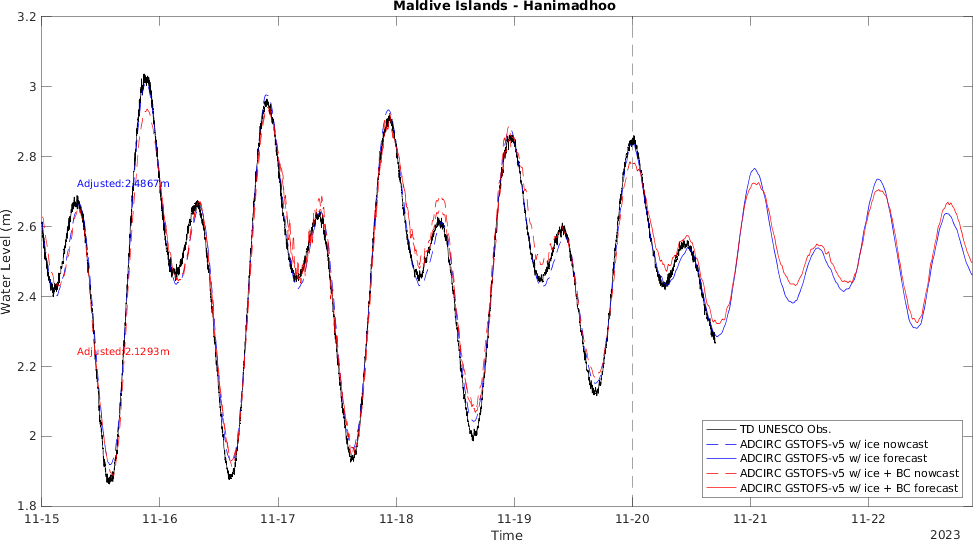 Maldive Islands - Hanimadhoo
3.2
3
2.8
2.6
2.4
2.2
2
1.8
Water Level (m)
Adjusted:2.4867m
Adjusted:2.1293m
TD UNESCO Obs.
ADCIRC GSTOFS-v5 w/ ice nowcast
ADCIRC GSTOFS-v5 w/ ice forecast
ADCIRC GSTOFS-v5 w/ ice + BC nowcast
ADCIRC GSTOFS-v5 w/ ice + BC forecast
11-15 11-16 11-17 11-18 11-19 11-20 11-21 11-22
Time
2023